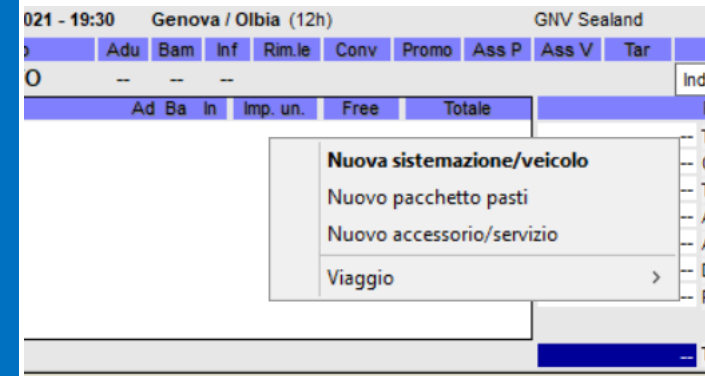 021 - 19:30 Genova / Olbia (12h) GNV Sealand
Adu Bam Inf Rim.le Conv Promo Ass P Ass V Tar
O -- -- -- Ind
Ad Ba In Imp. un. Free Totale
--
Nuova sistemazione/veicolo --
Nuovo pacchetto pasti --
Nuovo accessorio/servizio --
--
Viaggio > --
--
--